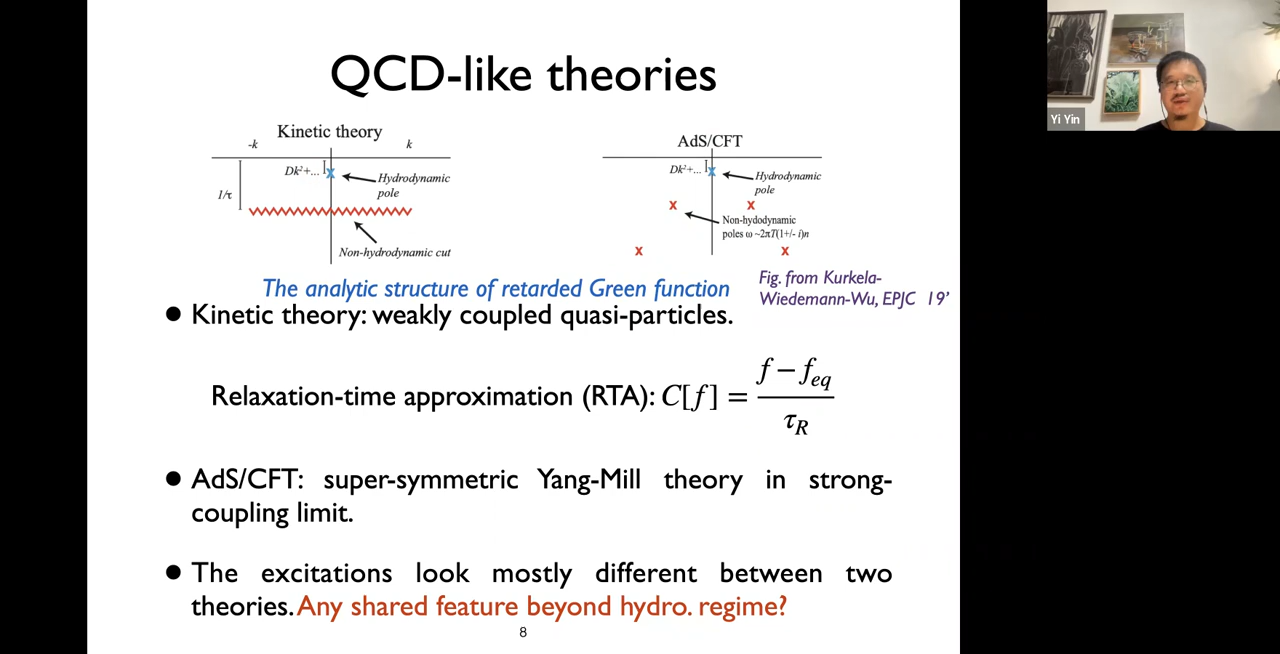 QCD-like theories
Kinetic theory
-k
k
Dk²+...
Hydrodynamic
pole
1/τ
Non-hydrodynamic cut
AdS/CFT
Dk²+...
Hydrodynamic
pole
Non-hydodynamic
poles ω ~2πT(1+/- i)n
The analytic structure of retarded Green function
Fig. from Kurkela-
Wiedemann-Wu, EPJC 19'
● Kinetic theory: weakly coupled quasi-particles.
Relaxation-time approximation (RTA): C[f] = (f − f_eq)/τ_R
● AdS/CFT: super-symmetric Yang-Mill theory in strong-
coupling limit.
● The excitations look mostly different between two
theories. Any shared feature beyond hydro. regime?
8
Yi Yin